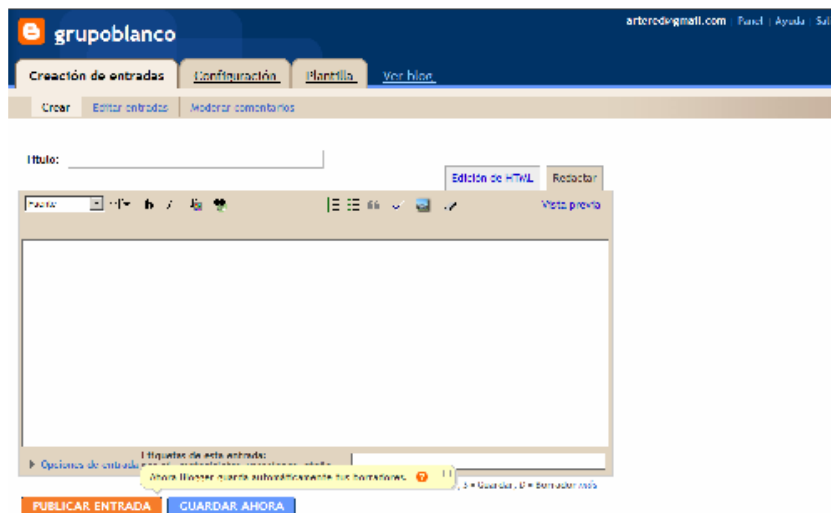 grupoblanco
artered@gmail.com | Panel | Ayuda | Sal
Creación de entradas Configuración Plantilla Ver blog
Crear Editar entradas Moderar comentarios
Título:
Edición de HTML Redactar
Fuente Vista previa
Opciones de entrada Etiquetas de esta entrada:
Ahora Blogger guarda automáticamente tus borradores.
S = Guardar, D = Borrador más
PUBLICAR ENTRADA GUARDAR AHORA